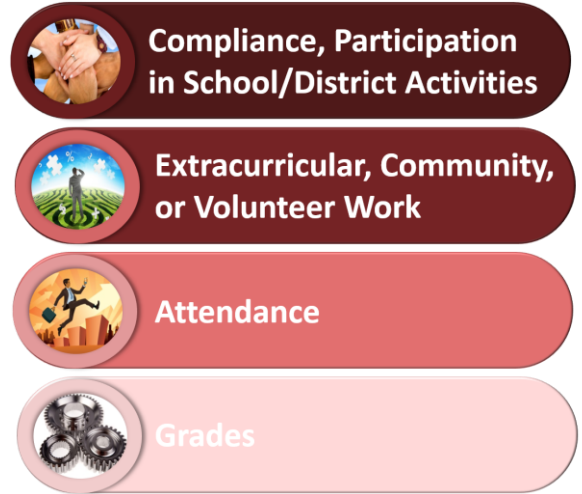 Compliance, Participation
in School/District Activities
Extracurricular, Community,
or Volunteer Work
Attendance
Grades